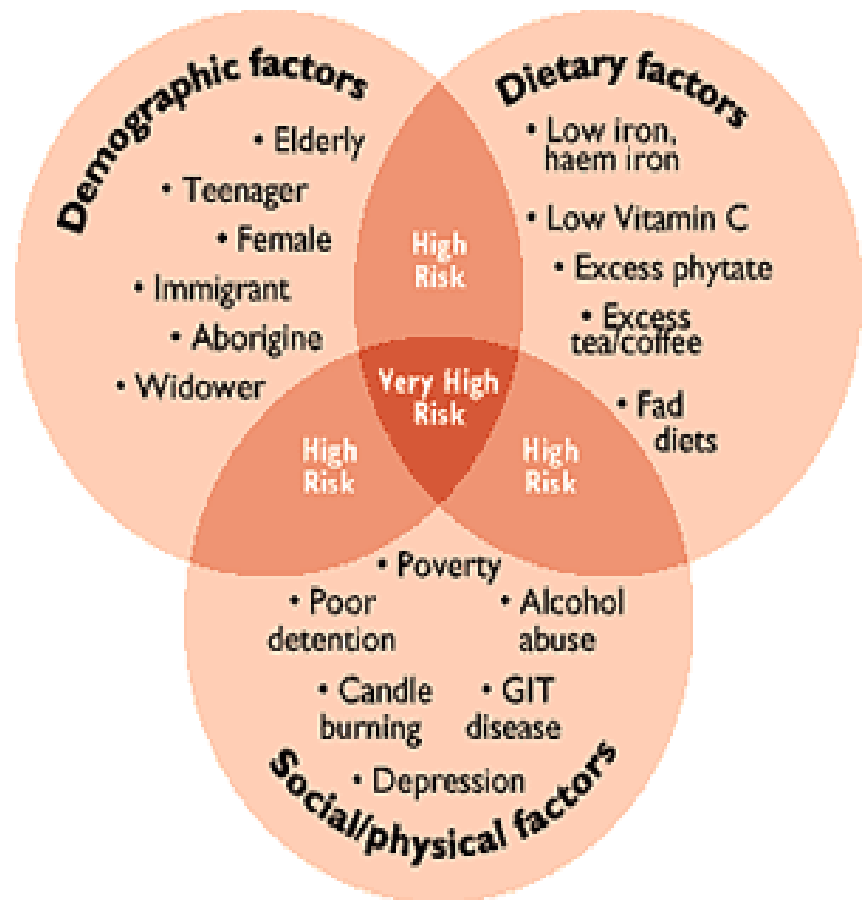 Demographic factors
• Elderly
• Teenager
• Female
• Immigrant
• Aborigine
• Widower
Dietary factors
• Low iron,
haem iron
• Low Vitamin C
• Excess phytate
• Excess
tea/coffee
• Fad
diets
High
Risk
Very High
Risk
High
Risk
High
Risk
• Poverty
• Poor
detention
• Alcohol
abuse
• Candle
burning
• GIT
disease
• Depression
Social/physical factors